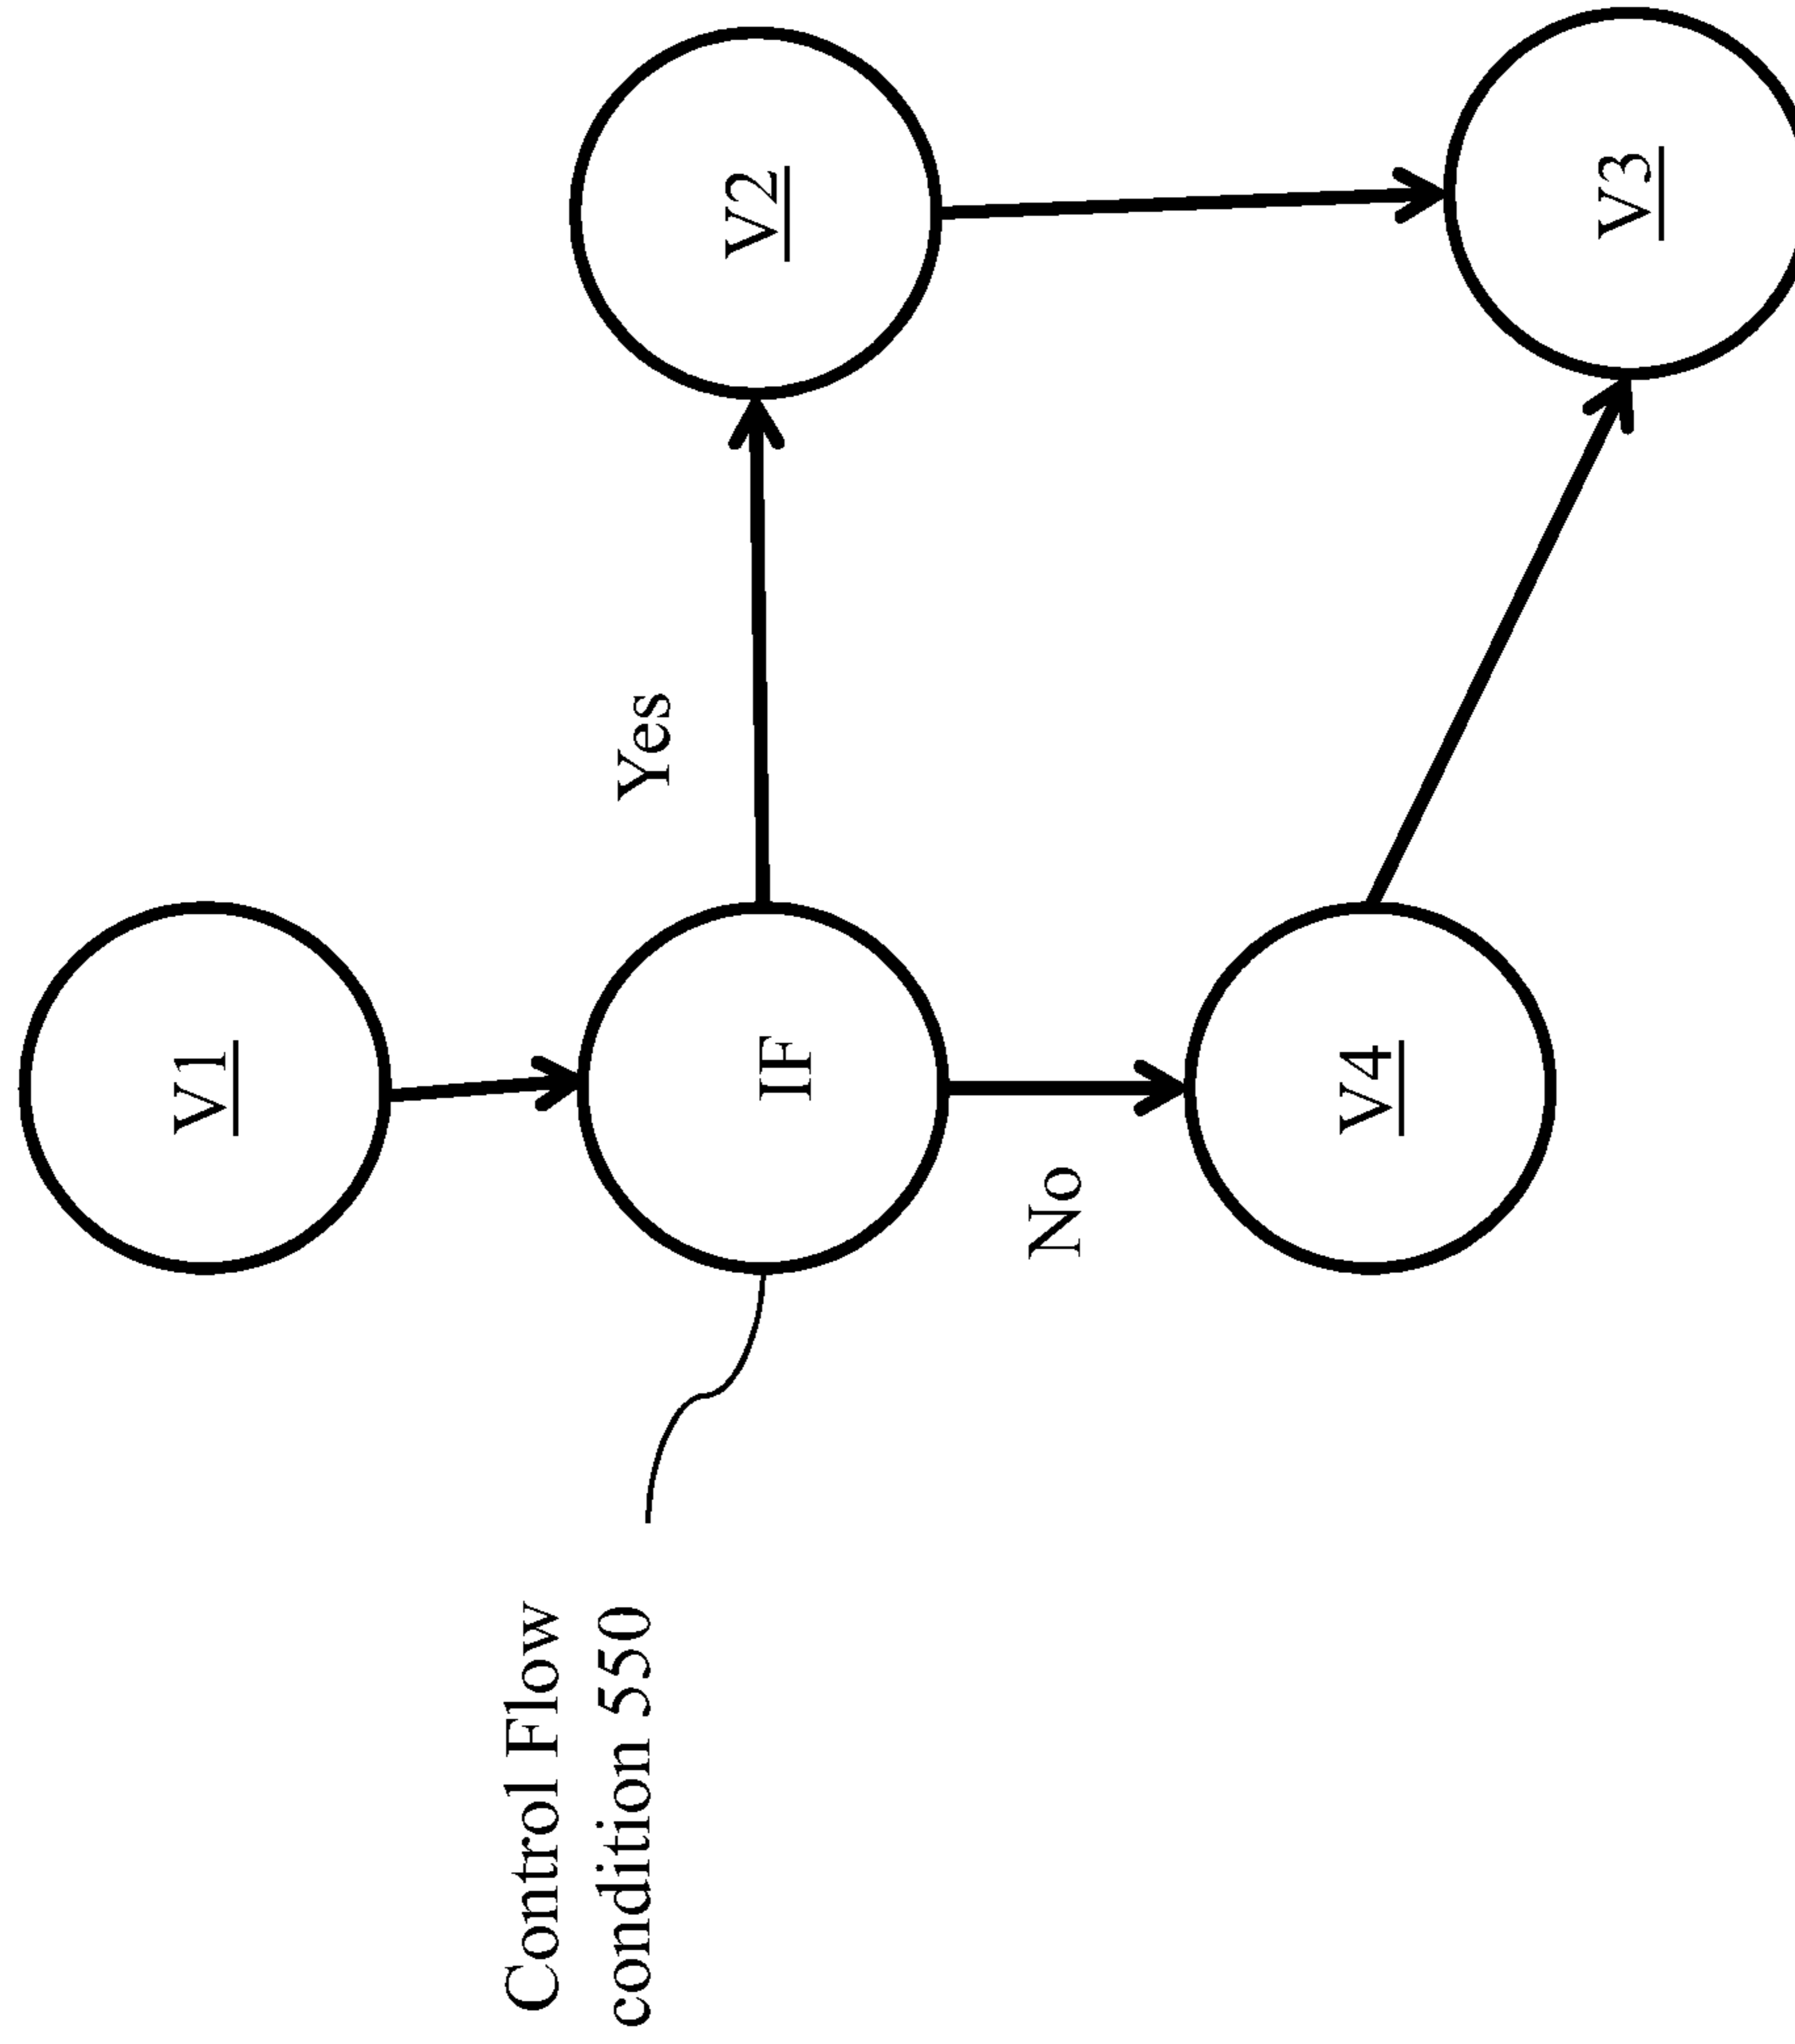 V1
Control Flow
condition 550
IF
Yes
V2
No
V4
V3